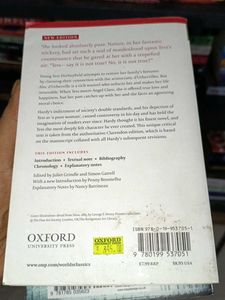 NEW EDITION
'She looked absolutely pure. Nature, in her fantastic
trickery, had set such a seal of maidenhood upon Tess's
countenance that he gazed at her with a stupefied
air. "Tess– say it is not true! No, it is not true!"'
Young Tess Durbeyfield attempts to restore her family's fortunes
by claiming their connection with the aristocratic d'Urbervilles. But
Alec d'Urberville is a rich wastrel who seduces her and makes her life
miserable. When Tess meets Angel Clare, she is offered true love and
happiness, but her past catches up with her and she faces an agonizing
moral choice.
Hardy's indictment of society's double standards, and his depiction of
Tess as 'a pure woman', caused controversy in his day and has held the
imagination of readers ever since. Hardy thought it his finest novel, and
Tess the most deeply felt character he ever created. This unique critical
text is taken from the authoritative Clarendon edition, which is based
on the manuscript collated with all Hardy's subsequent revisions.
THIS EDITION INCLUDES
Introduction • Textual note • Bibliography
Chronology • Explanatory notes
Edited by Juliet Grindle and Simon Gatrell
With a new Introduction by Penny Boumelha
Explanatory Notes by Nancy Barrineau
OXFORD
UNIVERSITY PRESS
www.oup.com/worldsclassics
ISBN 978-0-19-953705-1
9 780199 537051
£7.99 RRP